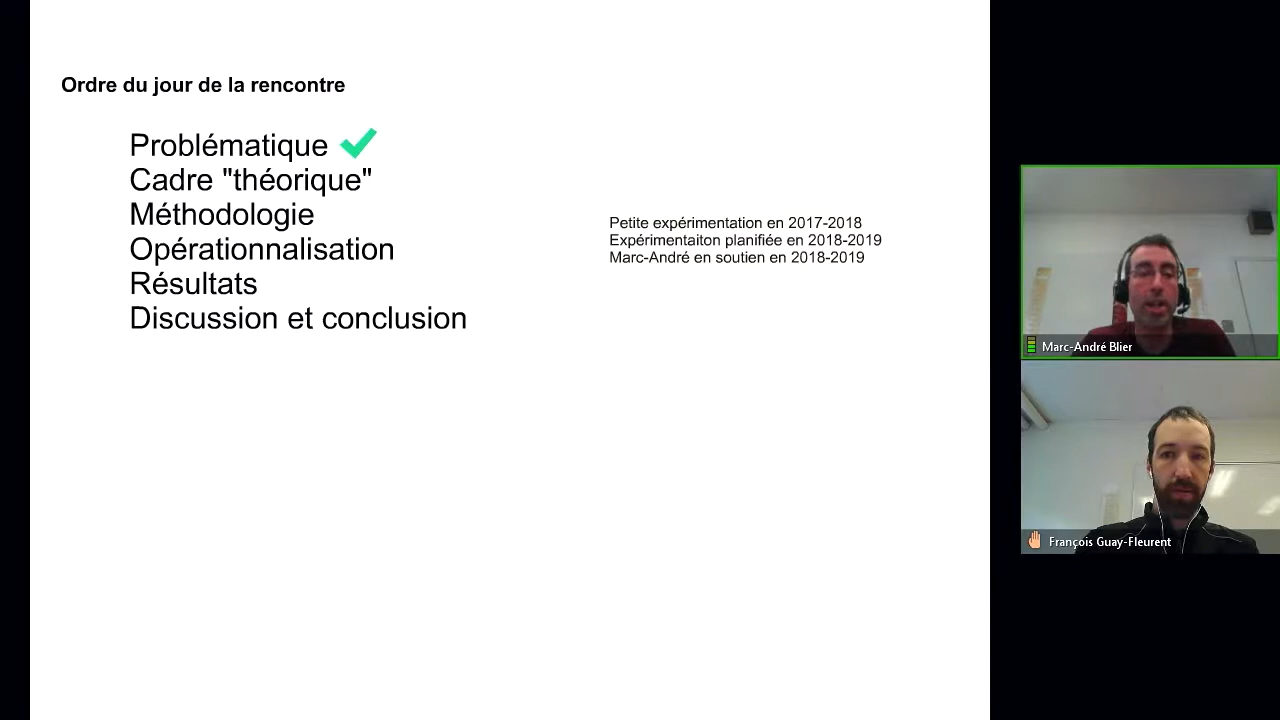 Ordre du jour de la rencontre
Problématique
Cadre "théorique"
Méthodologie
Opérationnalisation
Résultats
Discussion et conclusion
Petite expérimentation en 2017-2018
Expérimentaiton planifiée en 2018-2019
Marc-André en soutien en 2018-2019
Marc-André Blier
François Guay-Fleurent